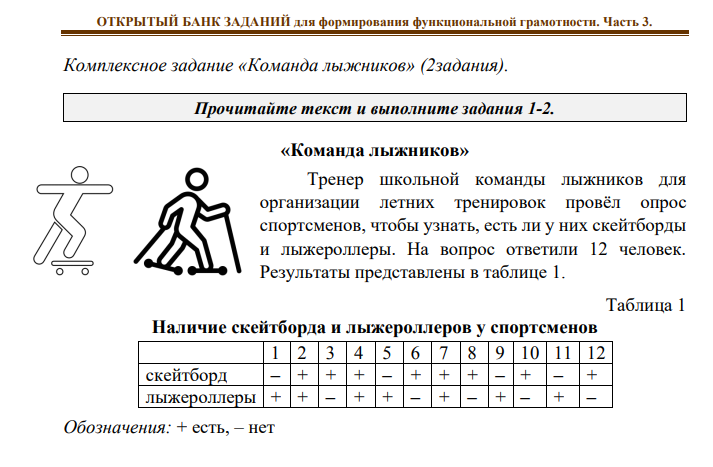 ОТКРЫТЫЙ БАНК ЗАДАНИЙ для формирования функциональной грамотности. Часть 3.
Комплексное задание «Команда лыжников» (2задания).
Прочитайте текст и выполните задания 1-2.
«Команда лыжников»
Тренер школьной команды лыжников для
организации летних тренировок провёл опрос
спортсменов, чтобы узнать, есть ли у них скейтборды
и лыжероллеры. На вопрос ответили 12 человек.
Результаты представлены в таблице 1.
Таблица 1
Наличие скейтборда и лыжероллеров у спортсменов
1 2 3 4 5 6 7 8 9 10 11 12
скейтборд – + + + – + + + – + – +
лыжероллеры + + – + + – + – + – + –
Обозначения: + есть, – нет